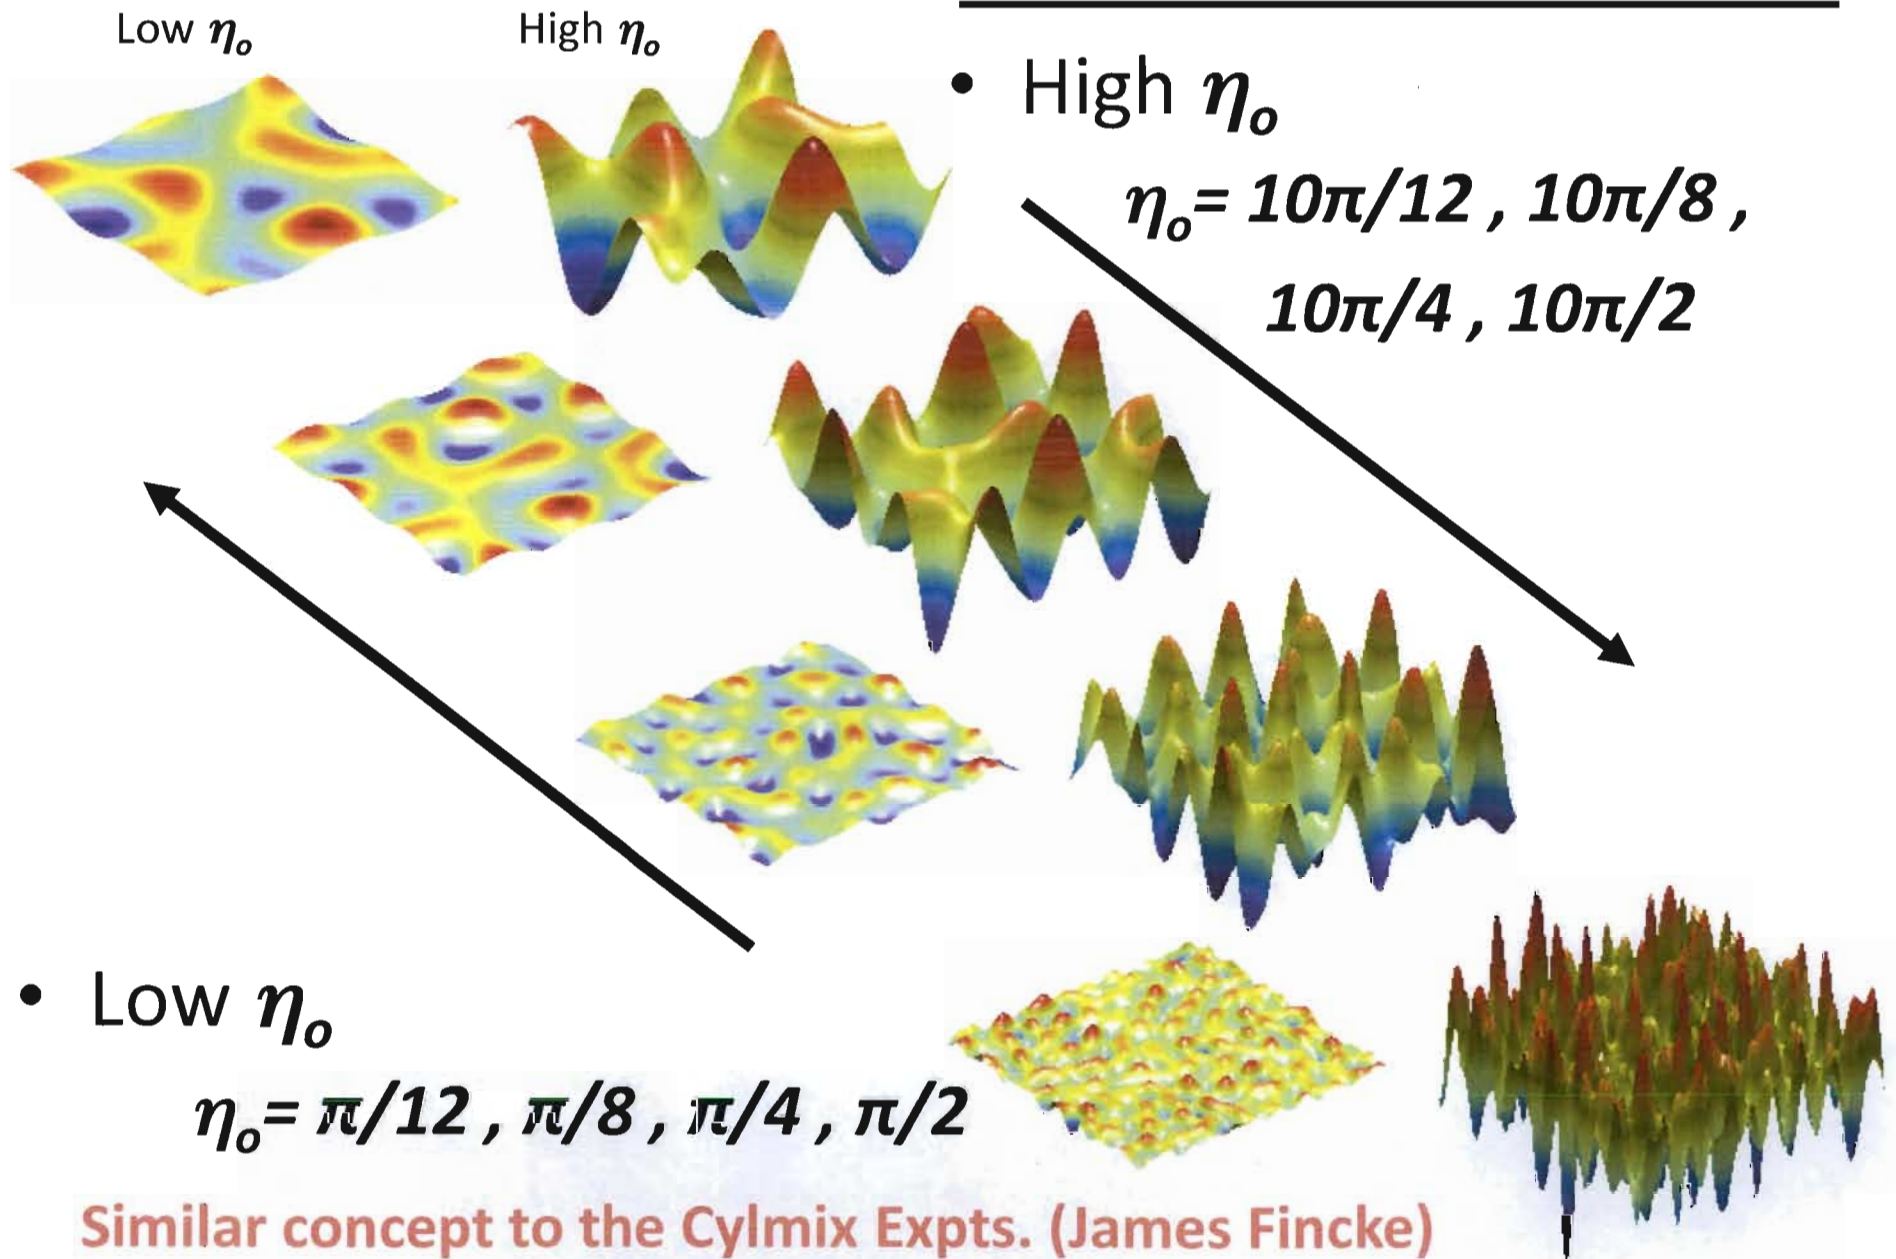 Low ηo
High ηo
• High ηo
ηo= 10π/12 , 10π/8 ,
10π/4 , 10π/2
• Low ηo
ηo= π/12 , π/8 , π/4 , π/2
Similar concept to the Cylmix Expts. (James Fincke)